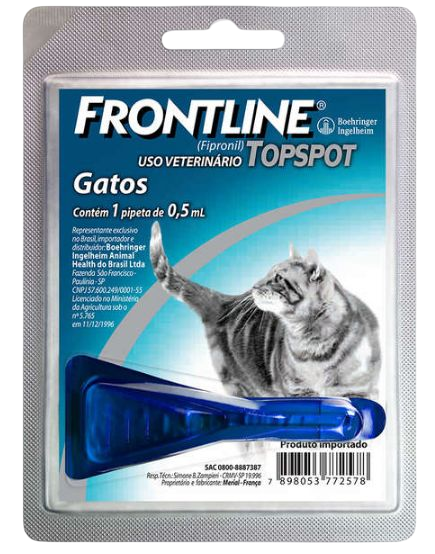 FRONTLINE®
Boehringer
Ingelheim
(Fipronil)
USO VETERINÁRIO TOPSPOT
Gatos
Contém 1 pipeta de 0,5 mL
Representante exclusivo
no Brasil, importador e
distribuidor: Boehringer
Ingelheim Animal
Health do Brasil Ltda
Fazenda São Francisco-
Paulínia - SP
CNPJ 57.600.249/0001-55
Licenciado no Ministério
da Agricultura sob o
nº 5.765
em 11/12/1996
Produto importado
SAC 0800-8887387
Resp. Técn.: Simone B. Zampieri - CRMV-SP 19.996
Proprietário e fabricante: Merial - França
7 898053 772578